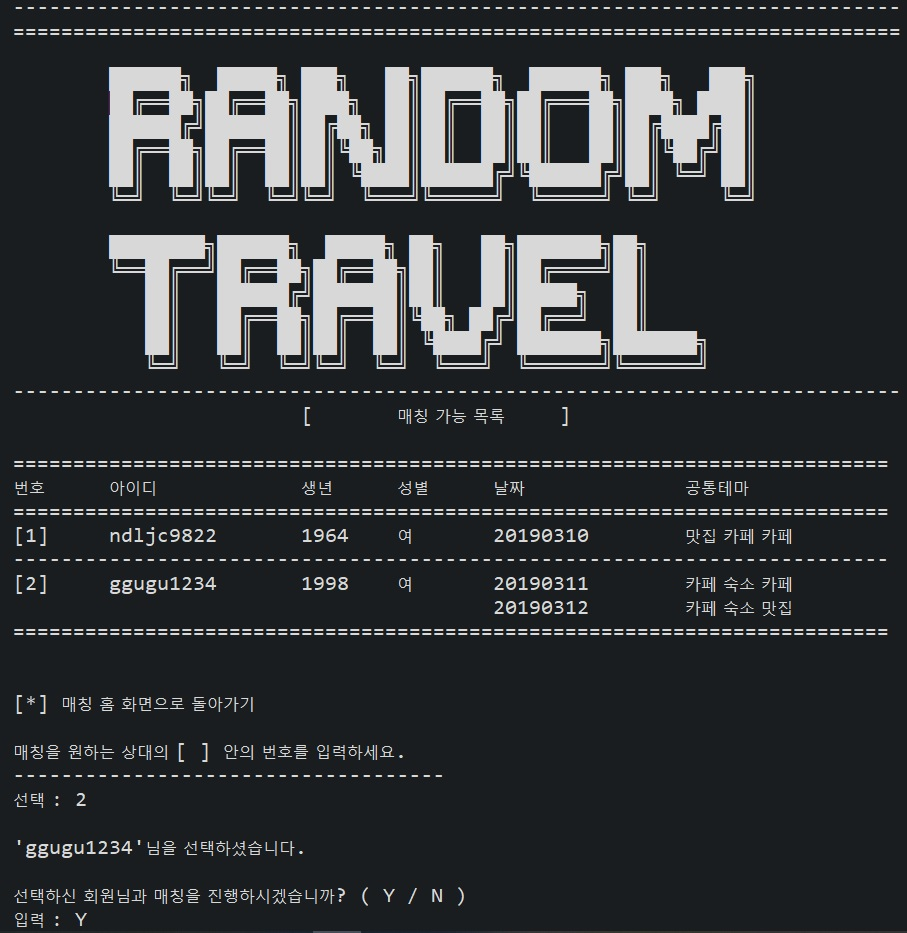 RANDOM
TRAVEL
[ 매칭 가능 목록 ]
번호 아이디 생년 성별 날짜 공통테마
[1] ndljc9822 1964 여 20190310 맛집 카페 카페
[2] ggugu1234 1998 여 20190311 카페 숙소 카페
20190312 카페 숙소 맛집
[*] 매칭 홈 화면으로 돌아가기
매칭을 원하는 상대의 [ ] 안의 번호를 입력하세요.
선택 : 2
'ggugu1234'님을 선택하셨습니다.
선택하신 회원님과 매칭을 진행하시겠습니까? ( Y / N )
입력 : Y